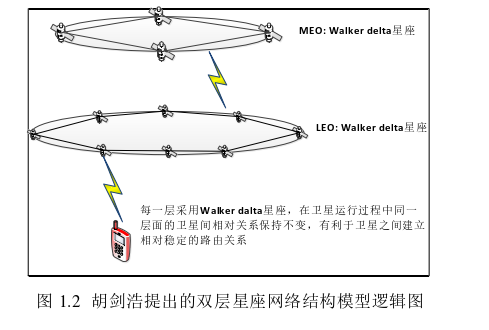 MEO: Walker delta星座
LEO: Walker delta星座
每一层采用Walker dalta星座，在卫星运行过程中同一
层面的卫星间相对关系保持不变，有利于卫星之间建立
相对稳定的路由关系
图 1.2 胡剑浩提出的双层星座网络结构模型逻辑图